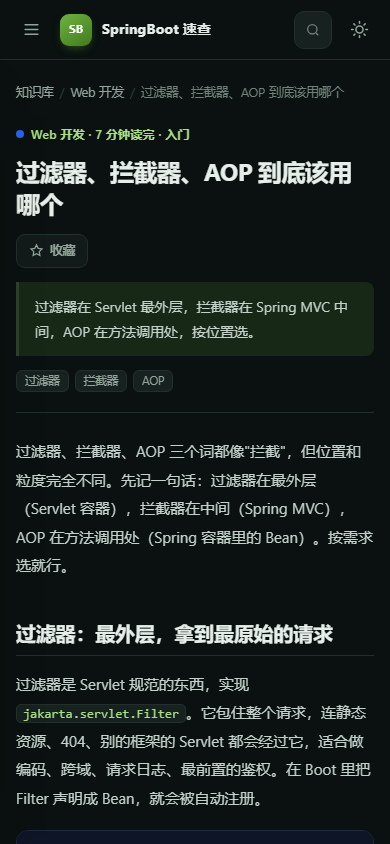 SB SpringBoot 速查
知识库 / Web 开发 / 过滤器、拦截器、AOP 到底该用哪个
Web 开发 · 7 分钟读完 · 入门
过滤器、拦截器、AOP 到底该用
哪个
收藏
过滤器在 Servlet 最外层，拦截器在 Spring MVC 中
间，AOP 在方法调用处，按位置选。
过滤器 拦截器 AOP
过滤器、拦截器、AOP 三个词都像"拦截"，但位置和
粒度完全不同。先记一句话：过滤器在最外层
（Servlet 容器），拦截器在中间（Spring MVC），
AOP 在方法调用处（Spring 容器里的 Bean）。按需求
选就行。
过滤器：最外层，拿到最原始的请求
过滤器是 Servlet 规范的东西，实现
jakarta.servlet.Filter。它包住整个请求，连静态
资源、404、别的框架的 Servlet 都会经过它，适合做
编码、跨域、请求日志、最前置的鉴权。在 Boot 里把
Filter 声明成 Bean，就会被自动注册。